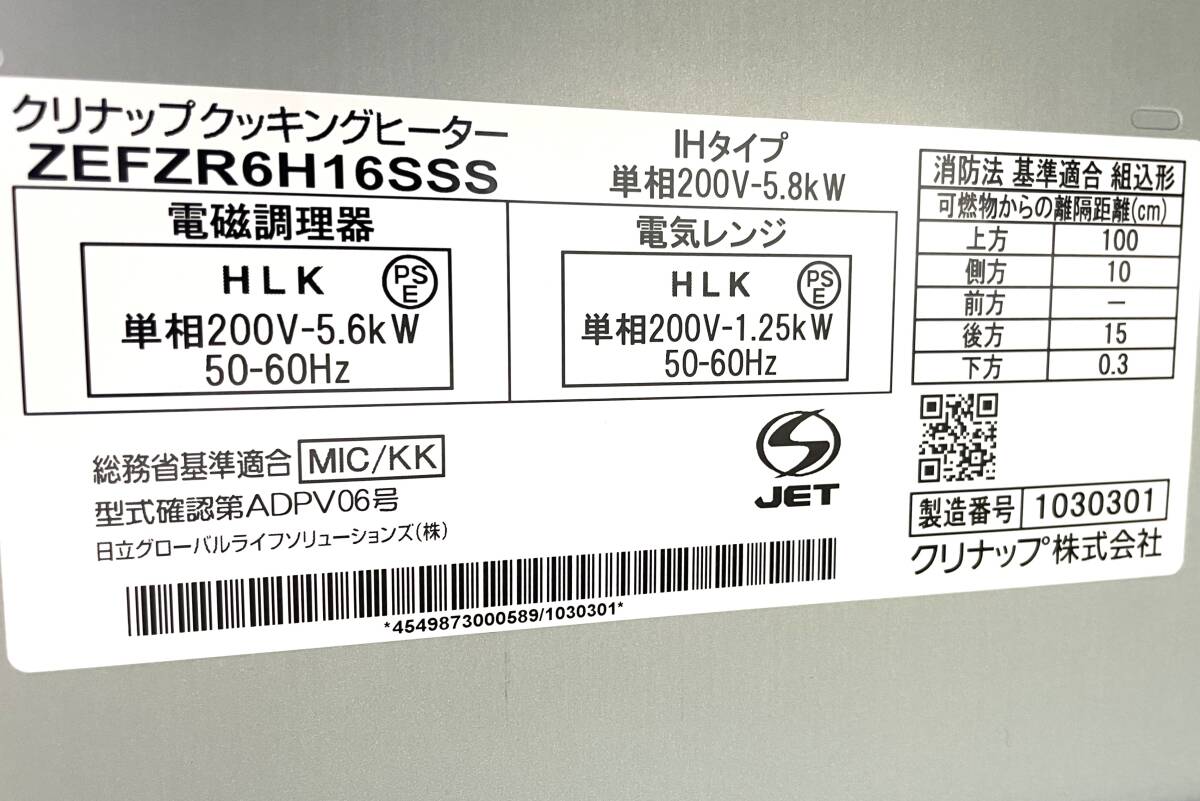 クリナップクッキングヒーター
ZEFZR6H16SSS
IHタイプ
単相200V-5.8kW
電磁調理器
HLK
PS
E
単相200V-5.6kW
50-60Hz
電気レンジ
HLK
PS
E
単相200V-1.25kW
50-60Hz
消防法 基準適合 組込形
可燃物からの離隔距離(cm)
上方 100
側方 10
前方 －
後方 15
下方 0.3
総務省基準適合 MIC/KK
型式確認第ADPV06号
日立グローバルライフソリューションズ(株)
JET
製造番号 1030301
クリナップ株式会社
*4549873000589/1030301*